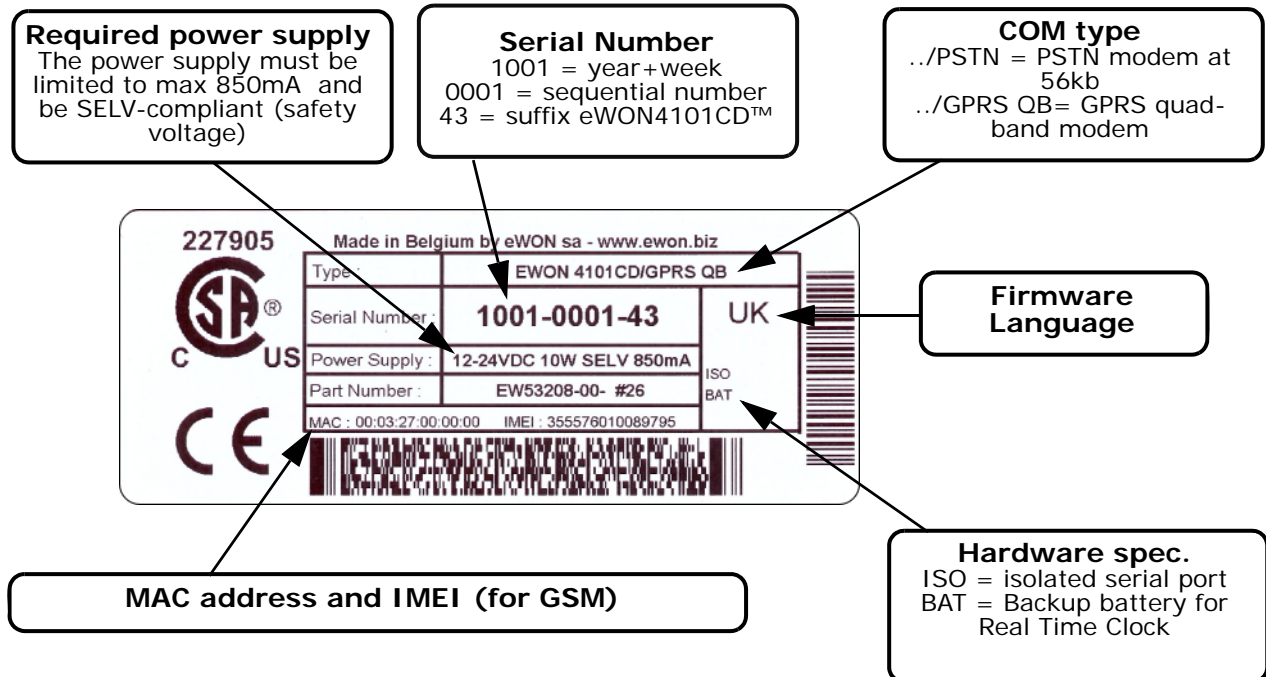 Required power supply
The power supply must be
limited to max 850mA and
be SELV-compliant (safety
voltage)
Serial Number
1001 = year+week
0001 = sequential number
43 = suffix eWON4101CD™
COM type
../PSTN = PSTN modem at
56kb
../GPRS QB= GPRS quad-
band modem
227905
Made in Belgium by eWON sa - www.ewon.biz
Type :
EWON 4101CD/GPRS QB
SA ®
C US
Serial Number :
1001-0001-43
UK
Power Supply :
12-24VDC 10W SELV 850mA
ISO
Part Number :
EW53208-00- #26
BAT
MAC : 00:03:27:00:00:00 IMEI : 355576010089795
CE
Firmware
Language
MAC address and IMEI (for GSM)
Hardware spec.
ISO = isolated serial port
BAT = Backup battery for
Real Time Clock